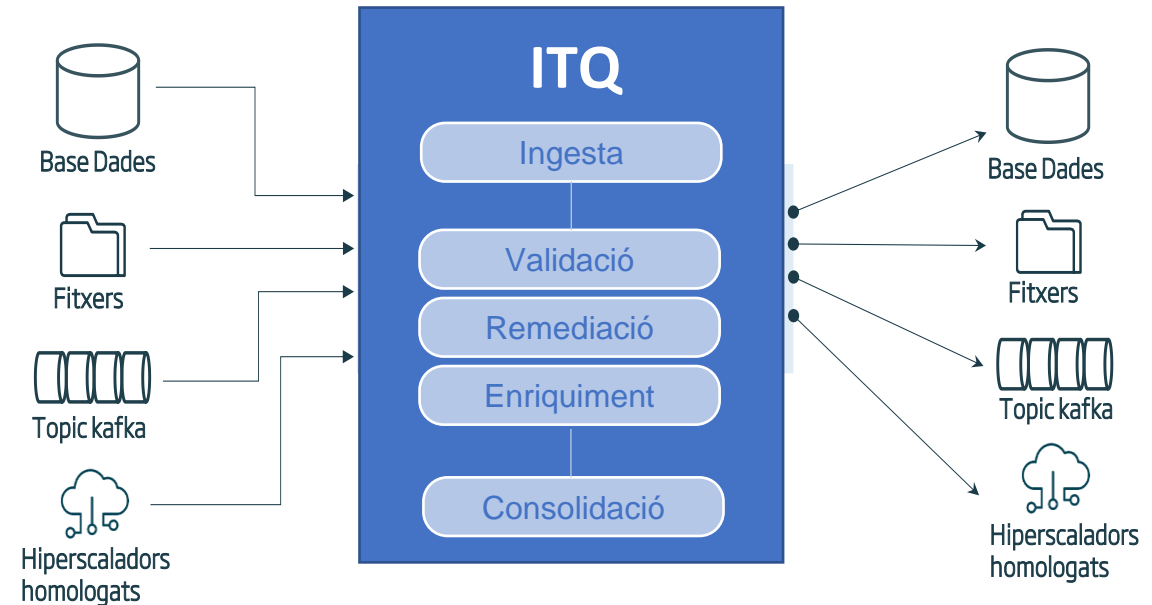 Base Dades
Fitxers
Topic kafka
Hiperscaladors
homologats
ITQ
Ingesta
Validació
Remediació
Enriquiment
Consolidació
Base Dades
Fitxers
Topic kafka
Hiperscaladors
homologats